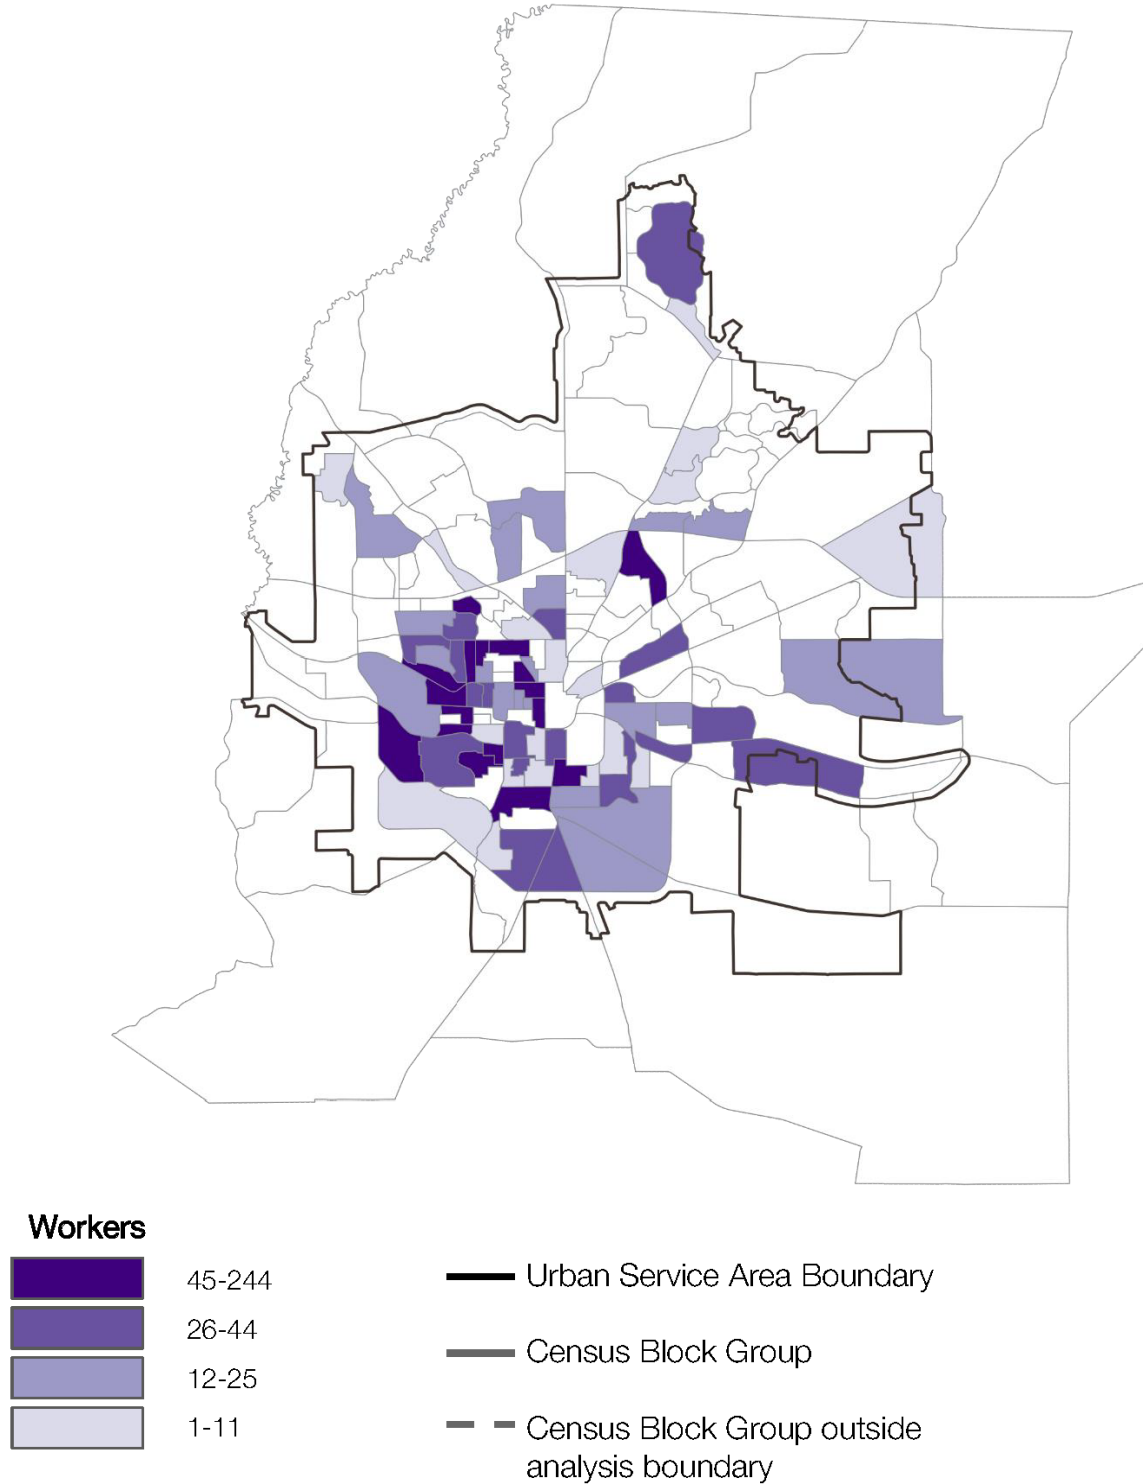 Workers
45-244
26-44
12-25
1-11
Urban Service Area Boundary
Census Block Group
Census Block Group outside
analysis boundary